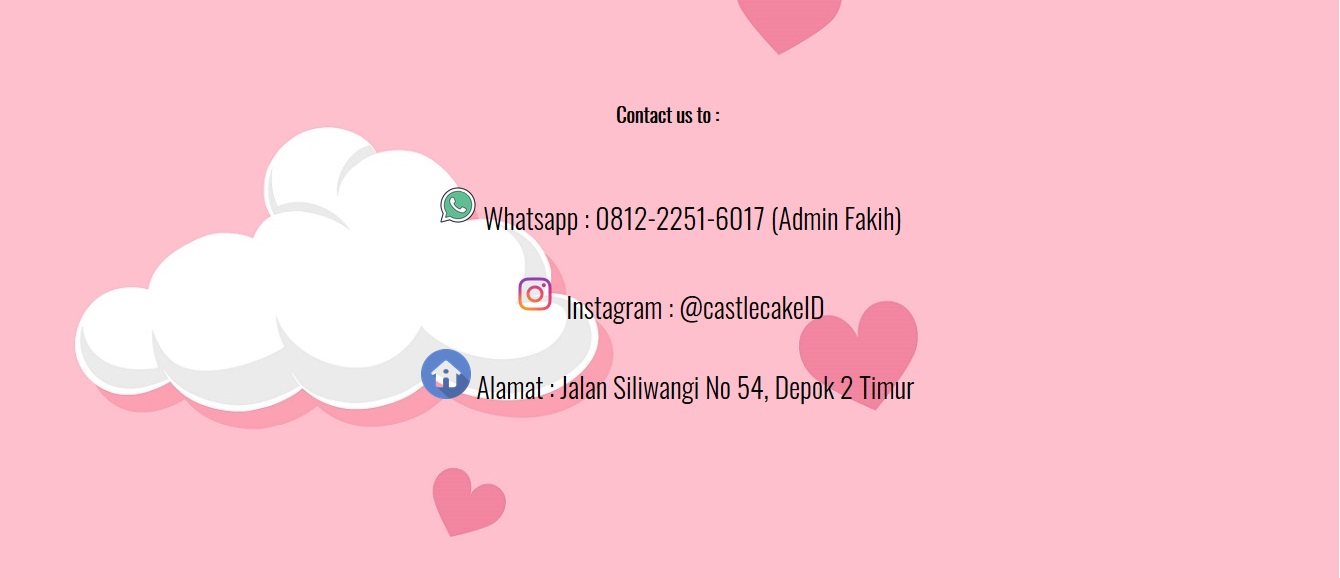 Contact us to :
Whatsapp : 0812-2251-6017 (Admin Fakih)
Instagram : @castlecakeID
Alamat : Jalan Siliwangi No 54, Depok 2 Timur